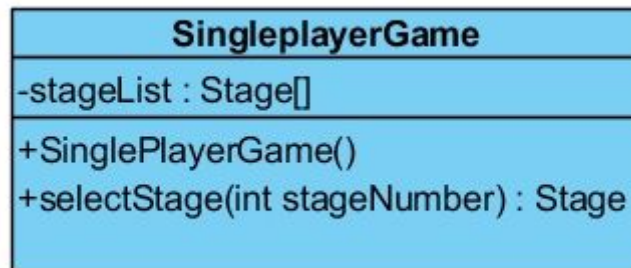 SingleplayerGame
-stageList : Stage[]
+SinglePlayerGame()
+selectStage(int stageNumber) : Stage